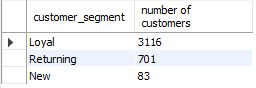 customer_segment number of customers
Loyal 3116
Returning 701
New 83